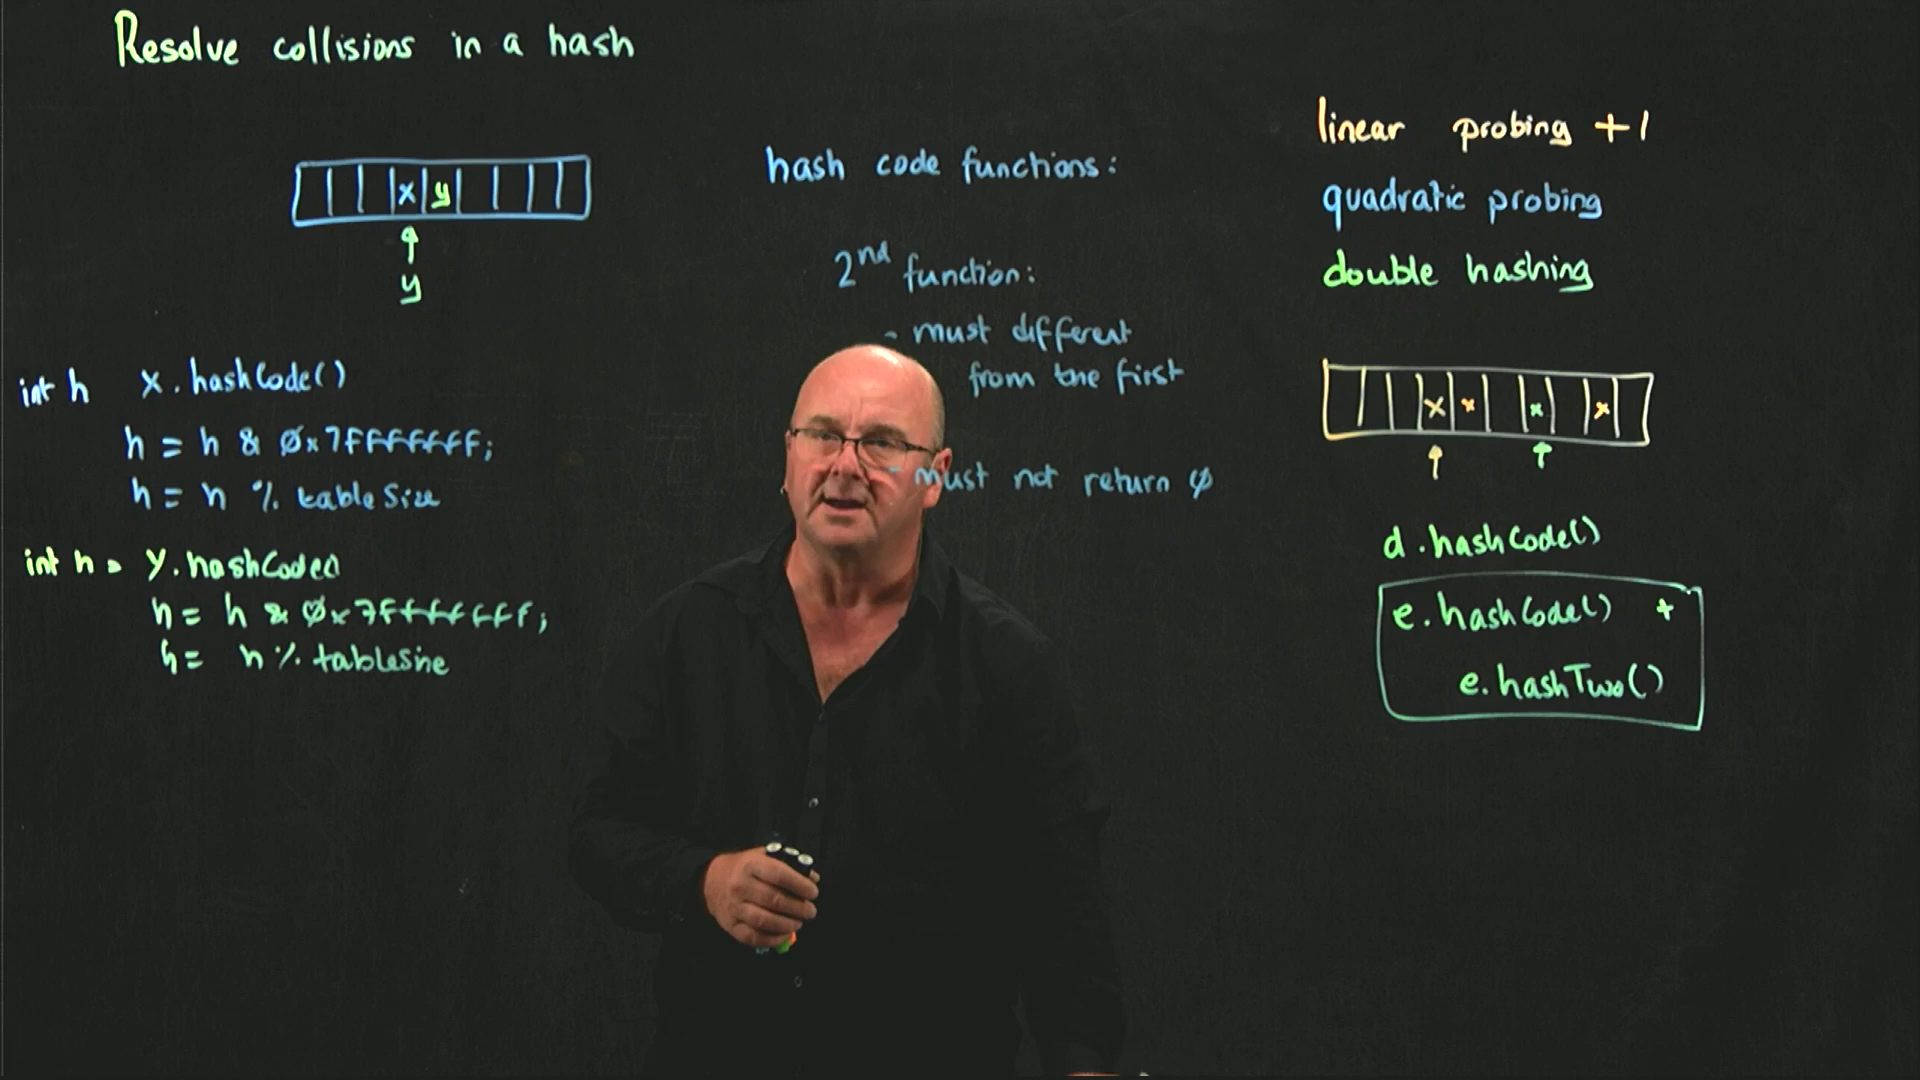 Resolve collisions in a hash
x y
y
int h x.hashCode()
h = h & 0x7FFFFFFF;
h = h % tableSize
int h = y.hashCode()
h = h & 0x7FFFFFFF;
h = h % tableSize
hash code functions:
2nd function:
- must different
from the first
- must not return 0
linear probing +1
quadratic probing
double hashing
x x x x
d.hashCode()
e.hashCode() +
e.hashTwo()